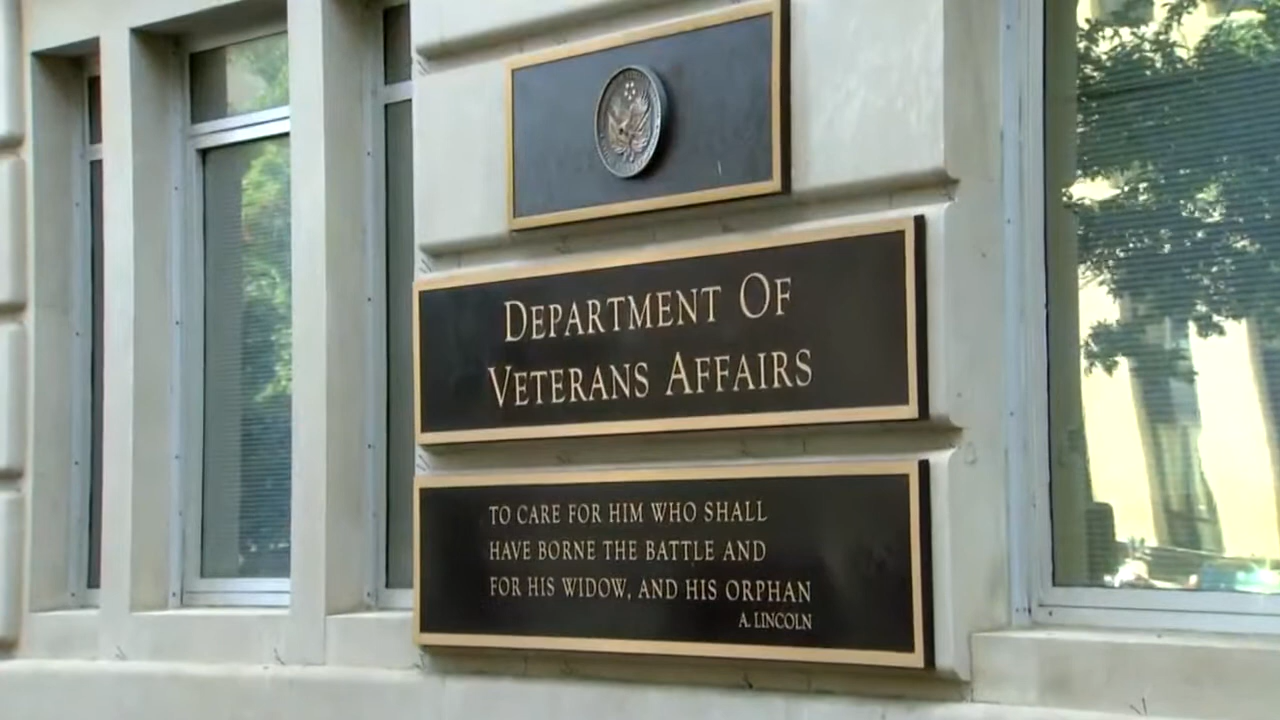 DEPARTMENT OF
VETERANS AFFAIRS
TO CARE FOR HIM WHO SHALL
HAVE BORNE THE BATTLE AND
FOR HIS WIDOW, AND HIS ORPHAN
A. LINCOLN